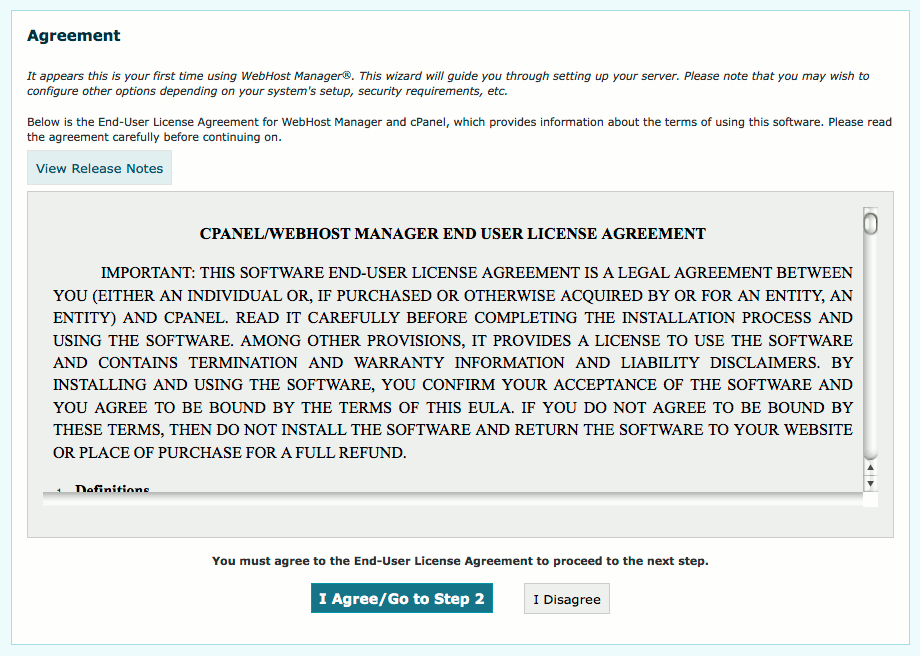 Agreement
It appears this is your first time using WebHost Manager®. This wizard will guide you through setting up your server. Please note that you may wish to
configure other options depending on your system's setup, security requirements, etc.
Below is the End-User License Agreement for WebHost Manager and cPanel, which provides information about the terms of using this software. Please read
the agreement carefully before continuing on.
View Release Notes
CPANEL/WEBHOST MANAGER END USER LICENSE AGREEMENT
IMPORTANT: THIS SOFTWARE END-USER LICENSE AGREEMENT IS A LEGAL AGREEMENT BETWEEN
YOU (EITHER AN INDIVIDUAL OR, IF PURCHASED OR OTHERWISE ACQUIRED BY OR FOR AN ENTITY, AN
ENTITY) AND CPANEL. READ IT CAREFULLY BEFORE COMPLETING THE INSTALLATION PROCESS AND
USING THE SOFTWARE. AMONG OTHER PROVISIONS, IT PROVIDES A LICENSE TO USE THE SOFTWARE
AND CONTAINS TERMINATION AND WARRANTY INFORMATION AND LIABILITY DISCLAIMERS. BY
INSTALLING AND USING THE SOFTWARE, YOU CONFIRM YOUR ACCEPTANCE OF THE SOFTWARE AND
YOU AGREE TO BE BOUND BY THE TERMS OF THIS EULA. IF YOU DO NOT AGREE TO BE BOUND BY
THESE TERMS, THEN DO NOT INSTALL THE SOFTWARE AND RETURN THE SOFTWARE TO YOUR WEBSITE
OR PLACE OF PURCHASE FOR A FULL REFUND.
Definitions
You must agree to the End-User License Agreement to proceed to the next step.
I Agree/Go to Step 2
I Disagree